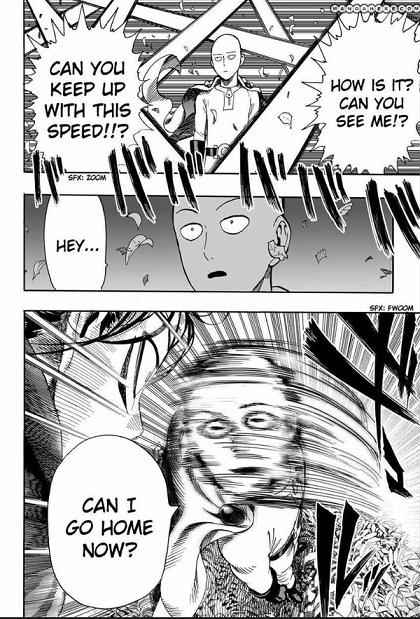 HOW IS IT?
CAN YOU
SEE ME!?
CAN YOU
KEEP UP
WITH THIS
SPEED!!?
SFX: ZOOM
HEY...
SFX: FWOOM
CAN I
GO HOME
NOW?